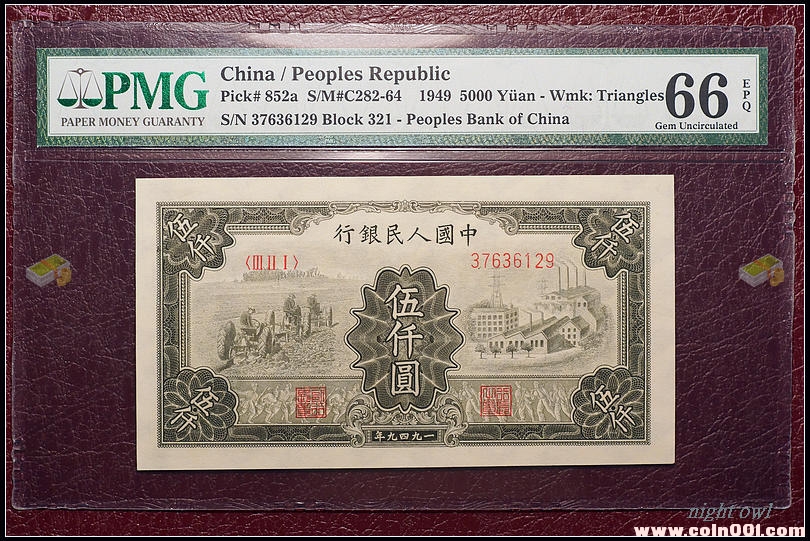 PMG
PAPER MONEY GUARANTY
China / Peoples Republic
Pick# 852a S/M#C282-64 1949 5000 Yüan - Wmk: Triangles
S/N 37636129 Block 321 - Peoples Bank of China
66 EPQ
Gem Uncirculated
行銀民人國中
伍仟
伍仟
〈III II I〉
37636129
伍仟圓
伍仟
伍仟
年九四九一
night owl
www.coin001.com